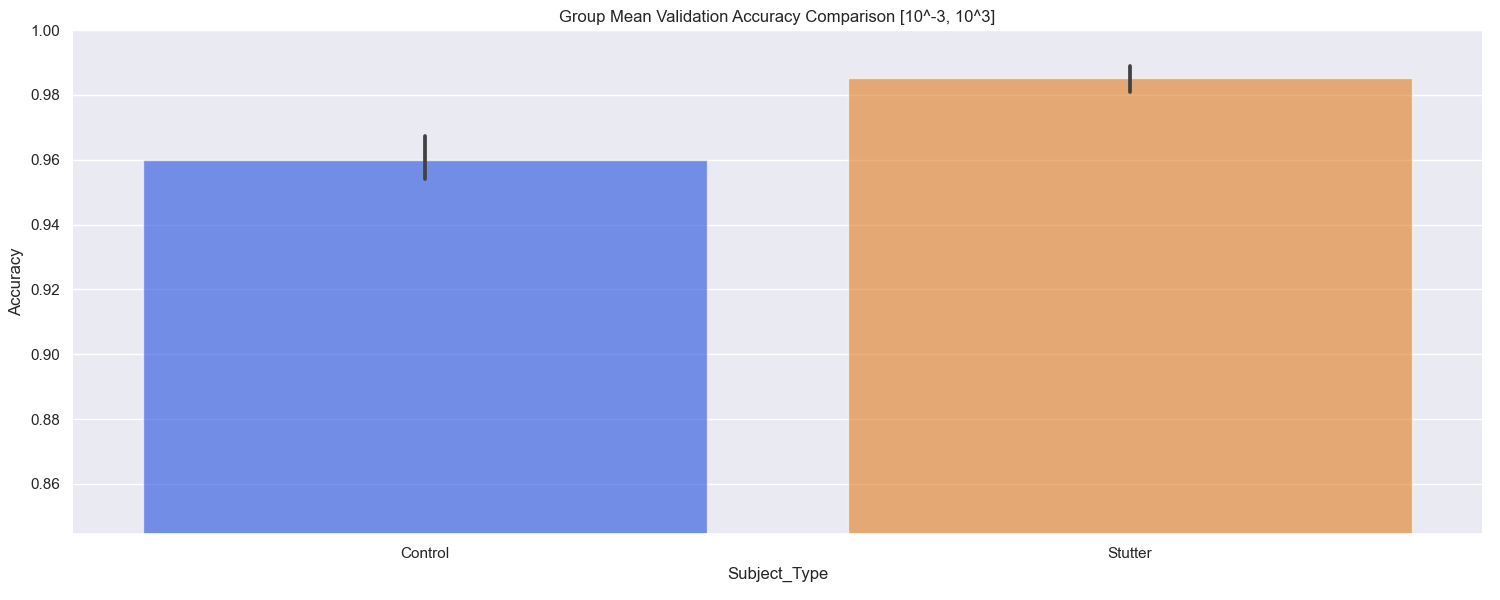 Group Mean Validation Accuracy Comparison [10^-3, 10^3]
1.00
0.98
0.96
0.94
0.92
0.90
0.88
0.86
Accuracy
Control
Stutter
Subject_Type